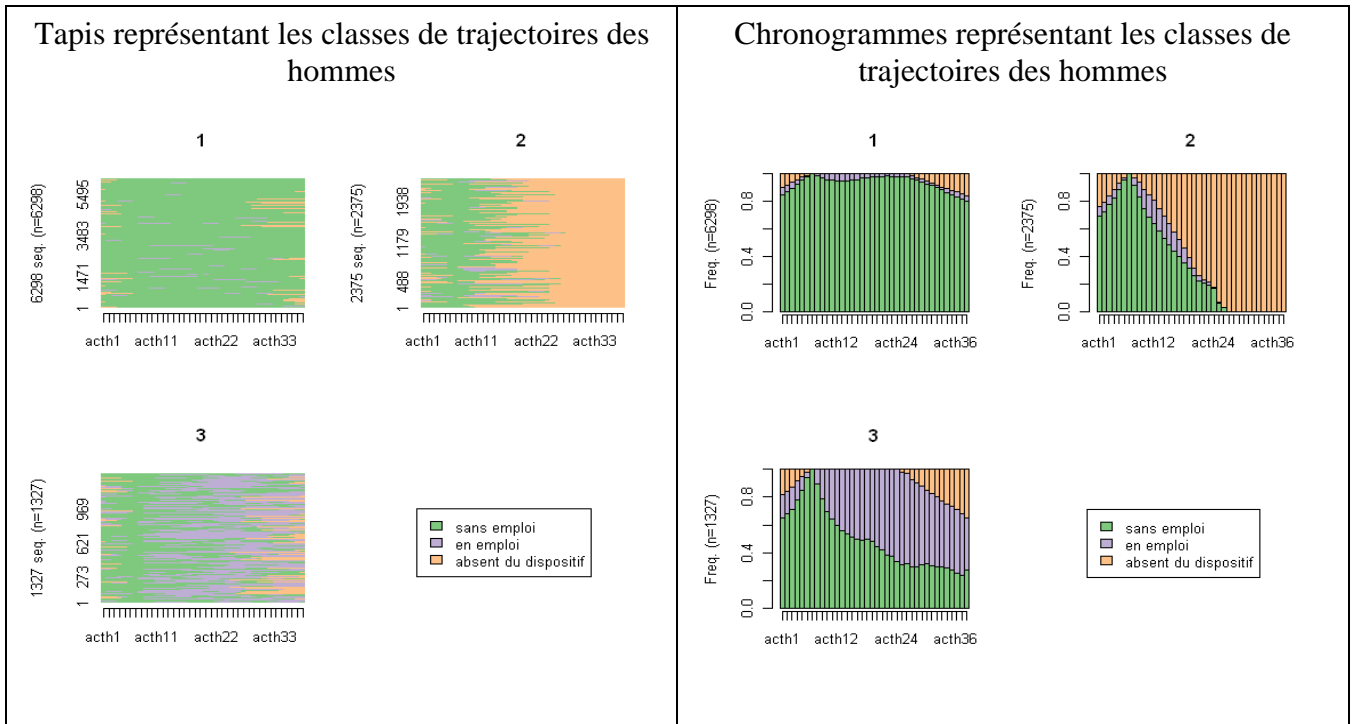 Tapis représentant les classes de trajectoires des
hommes
1
6298 seq. (n=6298)
1 1471 3483 5495
acth1 acth11 acth22 acth33
2
2375 seq. (n=2375)
1 488 1179 1938
acth1 acth11 acth22 acth33
3
1327 seq. (n=1327)
1 273 621 969
acth1 acth11 acth22 acth33
sans emploi
en emploi
absent du dispositif
Chronogrammes représentant les classes de
trajectoires des hommes
1
Freq. (n=6298)
0.0 0.4 0.8
acth1 acth12 acth24 acth36
2
Freq. (n=2375)
0.0 0.4 0.8
acth1 acth12 acth24 acth36
3
Freq. (n=1327)
0.0 0.4 0.8
acth1 acth12 acth24 acth36
sans emploi
en emploi
absent du dispositif